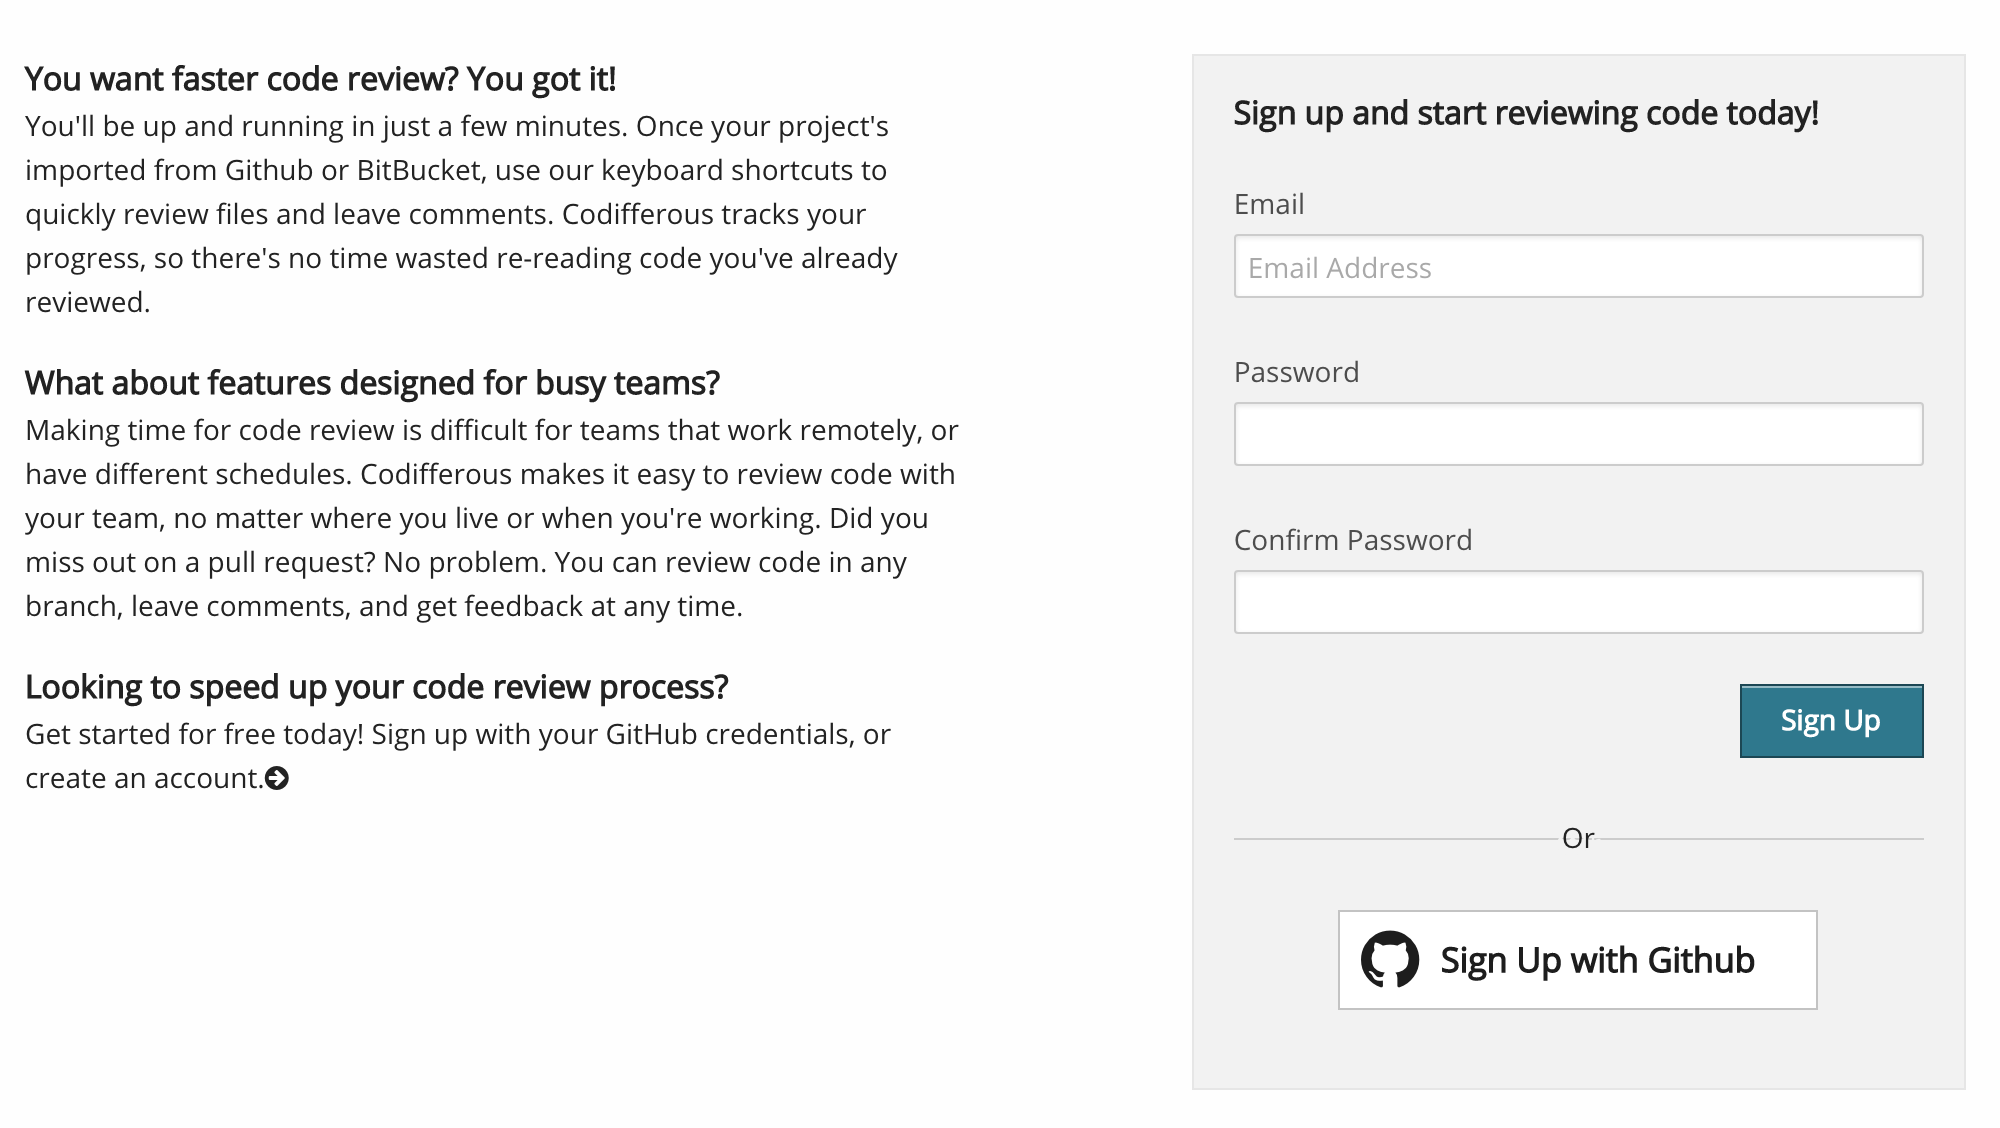 You want faster code review? You got it!
You'll be up and running in just a few minutes. Once your project's
imported from Github or BitBucket, use our keyboard shortcuts to
quickly review files and leave comments. Codifferous tracks your
progress, so there's no time wasted re-reading code you've already
reviewed.
What about features designed for busy teams?
Making time for code review is difficult for teams that work remotely, or
have different schedules. Codifferous makes it easy to review code with
your team, no matter where you live or when you're working. Did you
miss out on a pull request? No problem. You can review code in any
branch, leave comments, and get feedback at any time.
Looking to speed up your code review process?
Get started for free today! Sign up with your GitHub credentials, or
create an account.
Sign up and start reviewing code today!
Email
Email Address
Password
Confirm Password
Sign Up
Or
Sign Up with Github